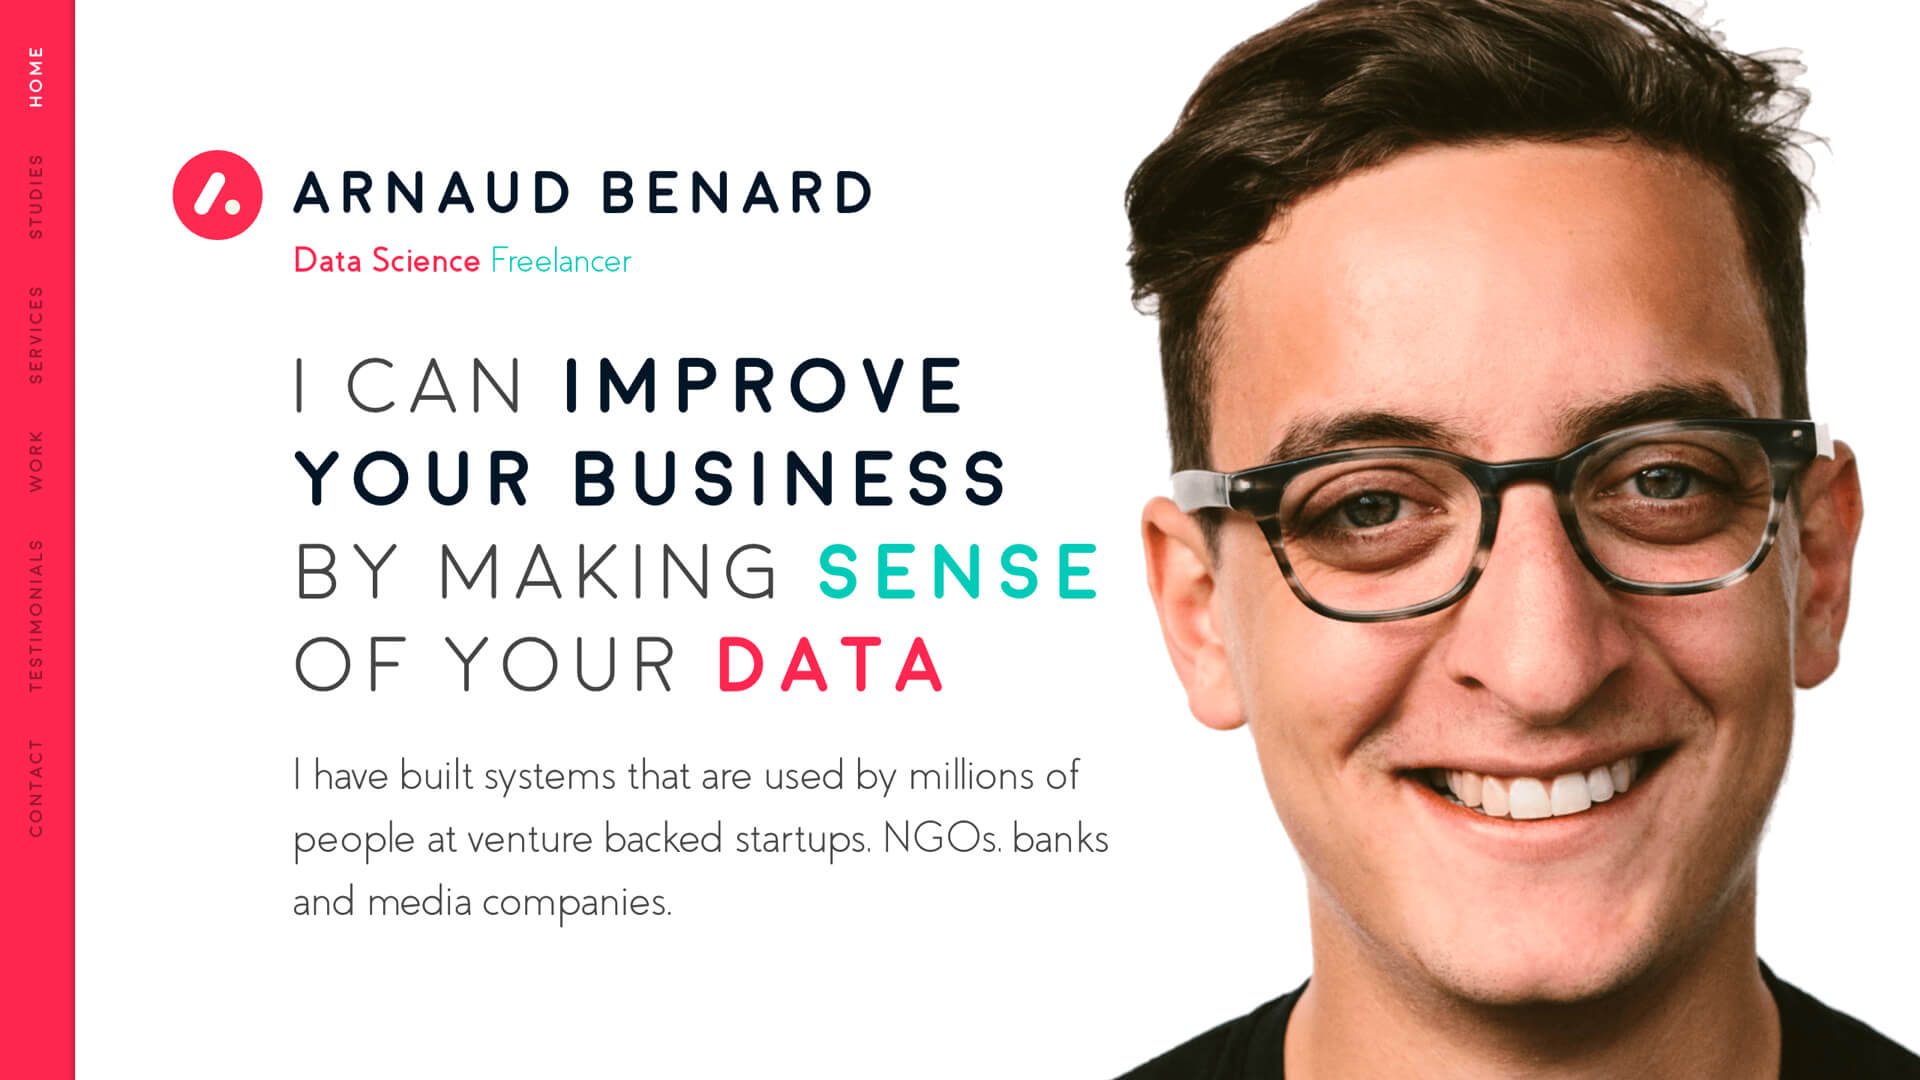 HOME
STUDIES
SERVICES
WORK
TESTIMONIALS
CONTACT
ARNAUD BENARD
Data Science Freelancer
I CAN IMPROVE
YOUR BUSINESS
BY MAKING SENSE
OF YOUR DATA
I have built systems that are used by millions of
people at venture backed startups, NGOs, banks
and media companies.